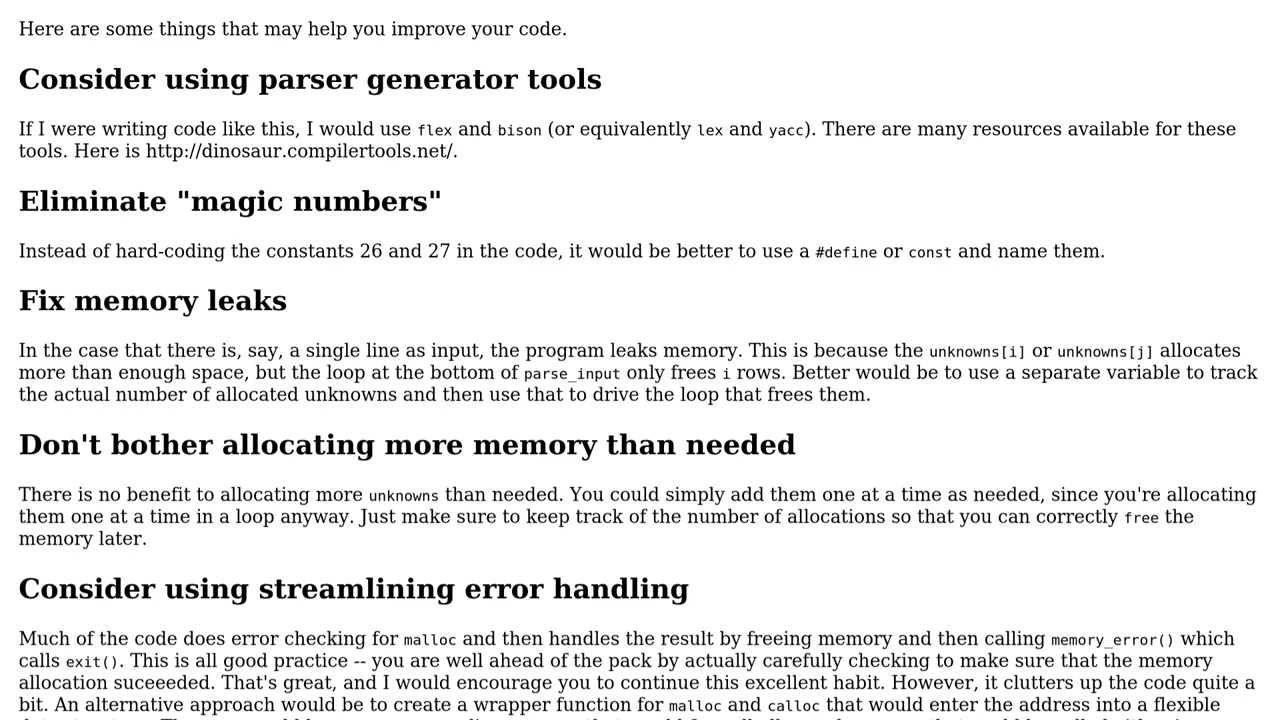 Here are some things that may help you improve your code.
Consider using parser generator tools
If I were writing code like this, I would use flex and bison (or equivalently lex and yacc). There are many resources available for these
tools. Here is http://dinosaur.compilertools.net/.
Eliminate "magic numbers"
Instead of hard-coding the constants 26 and 27 in the code, it would be better to use a #define or const and name them.
Fix memory leaks
In the case that there is, say, a single line as input, the program leaks memory. This is because the unknowns[i] or unknowns[j] allocates
more than enough space, but the loop at the bottom of parse_input only frees i rows. Better would be to use a separate variable to track
the actual number of allocated unknowns and then use that to drive the loop that frees them.
Don't bother allocating more memory than needed
There is no benefit to allocating more unknowns than needed. You could simply add them one at a time as needed, since you're allocating
them one at a time in a loop anyway. Just make sure to keep track of the number of allocations so that you can correctly free the
memory later.
Consider using streamlining error handling
Much of the code does error checking for malloc and then handles the result by freeing memory and then calling memory_error() which
calls exit(). This is all good practice -- you are well ahead of the pack by actually carefully checking to make sure that the memory
allocation suceeeded. That's great, and I would encourage you to continue this excellent habit. However, it clutters up the code quite a
bit. An alternative approach would be to create a wrapper function for malloc and calloc that would enter the address into a flexible